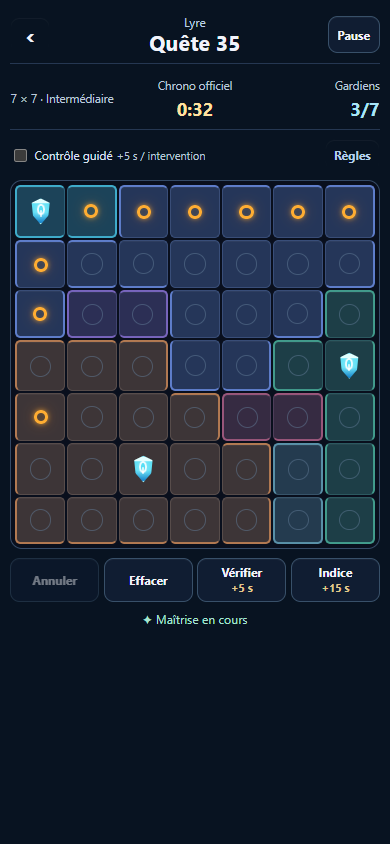 Lyre
Quête 35
Pause
7 × 7 · Intermédiaire
Chrono officiel
0:32
Gardiens
3/7
Contrôle guidé +5 s / intervention
Règles
Annuler
Effacer
Vérifier
+5 s
Indice
+15 s
✦ Maîtrise en cours